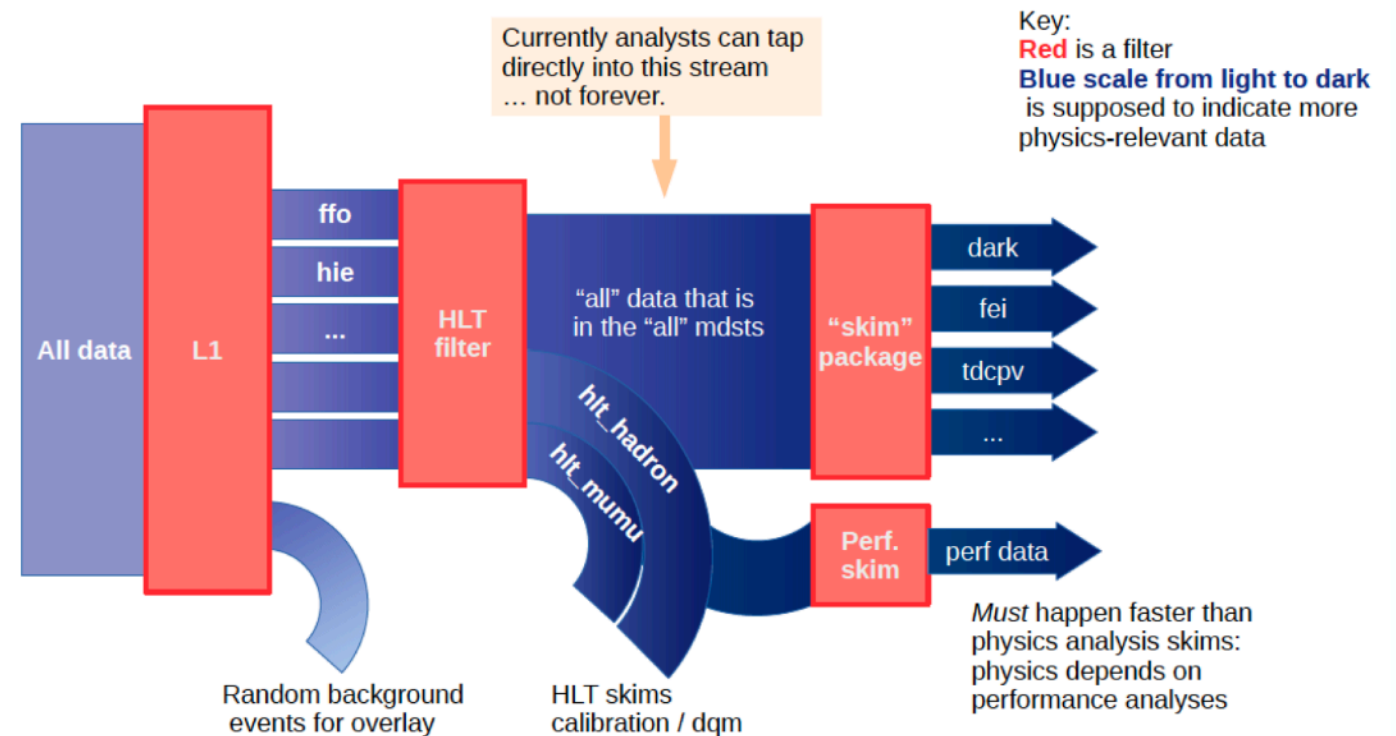 Currently analysts can tap
directly into this stream
... not forever.
Key:
Red is a filter
Blue scale from light to dark
is supposed to indicate more
physics-relevant data
All data
L1
ffo
hie
...
HLT
filter
“all” data that is
in the “all” mdsts
hlt_hadron
hlt_mumu
“skim”
package
dark
fei
tdcpv
...
Perf.
skim
perf data
Must happen faster than
physics analysis skims:
physics depends on
performance analyses
Random background
events for overlay
HLT skims
calibration / dqm